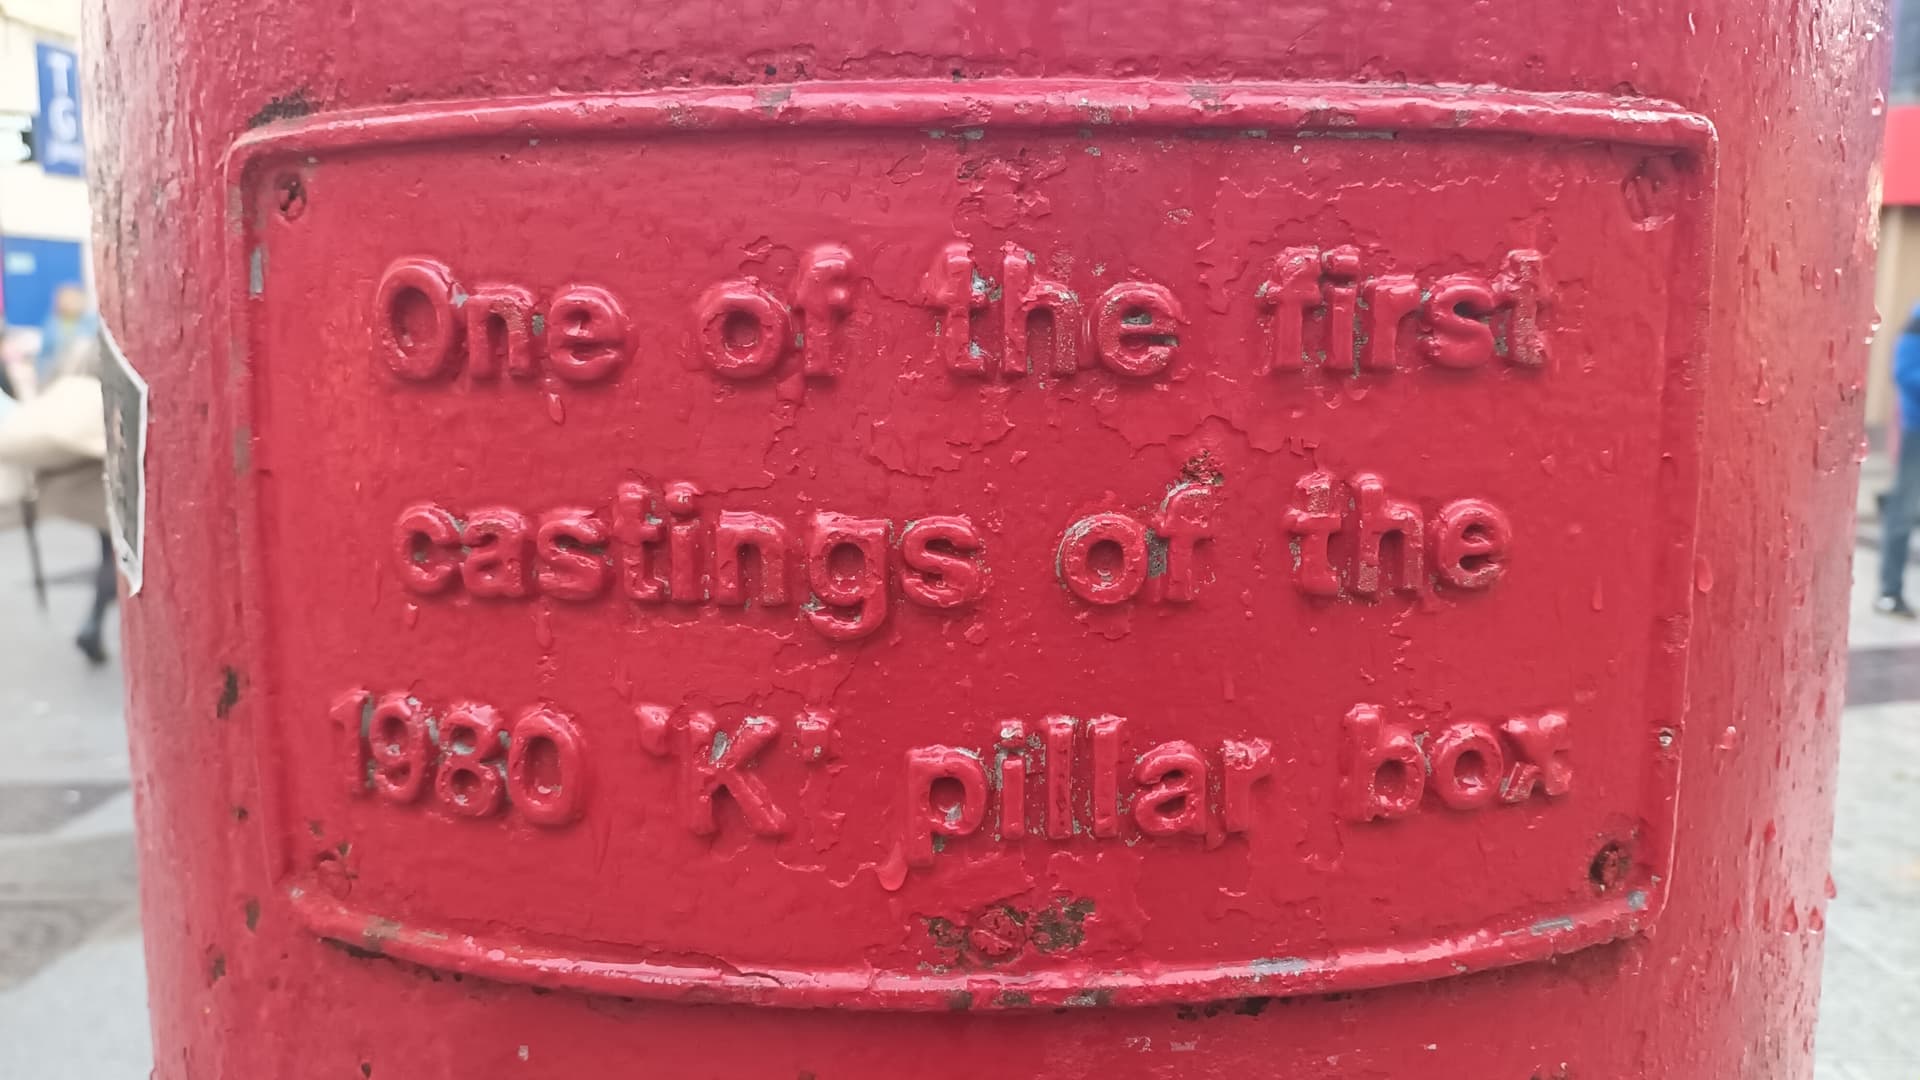 One of the first
castings of the
1980 'K' pillar box